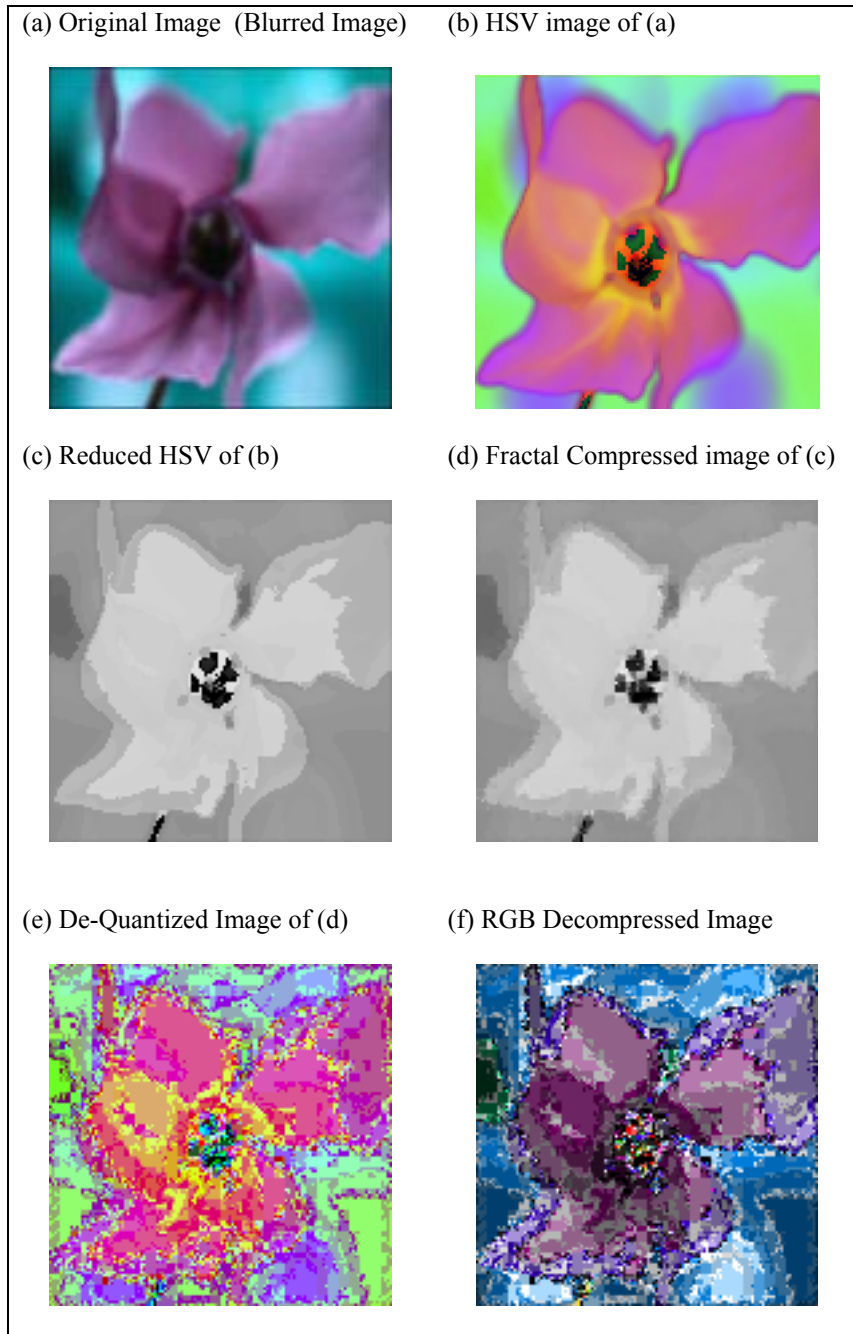 (a) Original Image (Blurred Image)
(b) HSV image of (a)
(c) Reduced HSV of (b)
(d) Fractal Compressed image of (c)
(e) De-Quantized Image of (d)
(f) RGB Decompressed Image